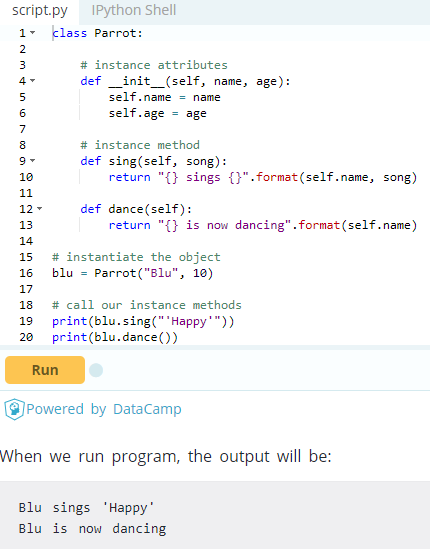 script.py    IPython Shell
1    class Parrot:
2
3        # instance attributes
4        def __init__(self, name, age):
5            self.name = name
6            self.age = age
7
8        # instance method
9        def sing(self, song):
10            return "{} sings {}".format(self.name, song)
11
12        def dance(self):
13            return "{} is now dancing".format(self.name)
14
15    # instantiate the object
16    blu = Parrot("Blu", 10)
17
18    # call our instance methods
19    print(blu.sing("'Happy'"))
20    print(blu.dance())
Run
Powered by DataCamp
When we run program, the output will be:
Blu sings 'Happy'
Blu is now dancing